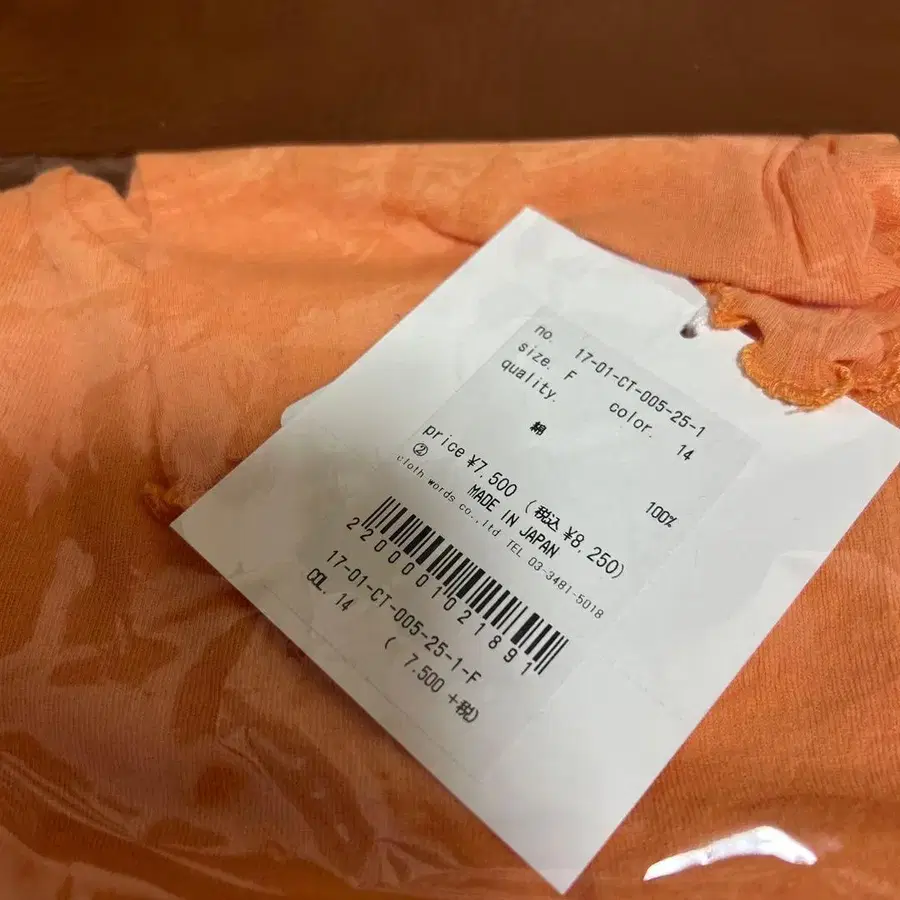 no. 17-01-CT-005-25-1
size. F color. 14
quality.
綿 100%
price ¥7,500 (税込 ¥8,250)
② MADE IN JAPAN
cloth words co.,ltd TEL 03-3481-5018
2200001021891
17-01-CT-005-25-1-F
COL. 14
( 7,500 +税)